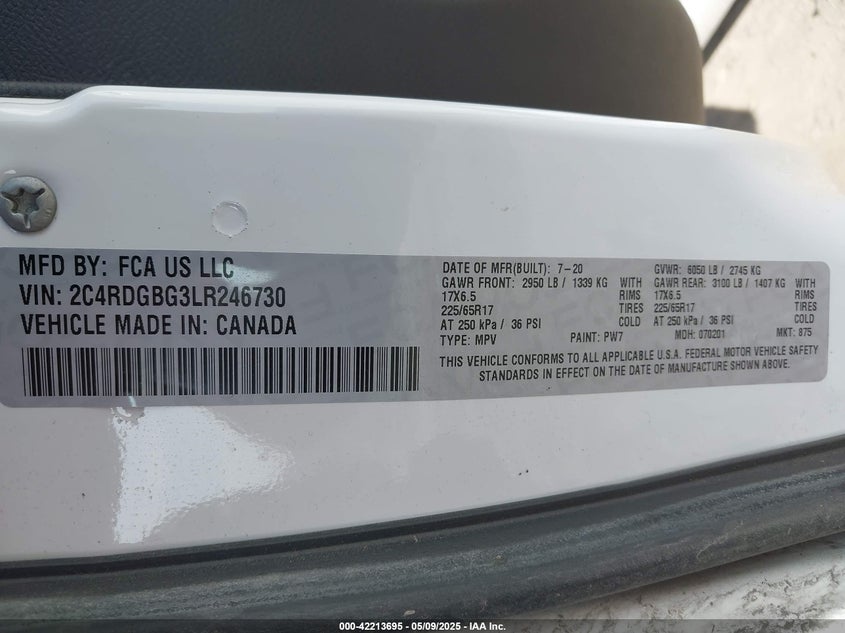 MFD BY: FCA US LLC
VIN: 2C4RDGBG3LR246730
VEHICLE MADE IN: CANADA
DATE OF MFR(BUILT): 7-20 GVWR: 6050 LB / 2745 KG
GAWR FRONT: 2950 LB / 1339 KG WITH GAWR REAR: 3100 LB / 1407 KG WITH
17X6.5 RIMS 17X6.5 RIMS
225/65R17 TIRES 225/65R17 TIRES
AT 250 kPa / 36 PSI COLD AT 250 kPa / 36 PSI COLD
TYPE: MPV PAINT: PW7 MDH: 070201 MKT: 875
THIS VEHICLE CONFORMS TO ALL APPLICABLE U.S.A. FEDERAL MOTOR VEHICLE SAFETY
STANDARDS IN EFFECT ON THE DATE OF MANUFACTURE SHOWN ABOVE.
000-42213695 - 05/09/2025 - IAA Inc.